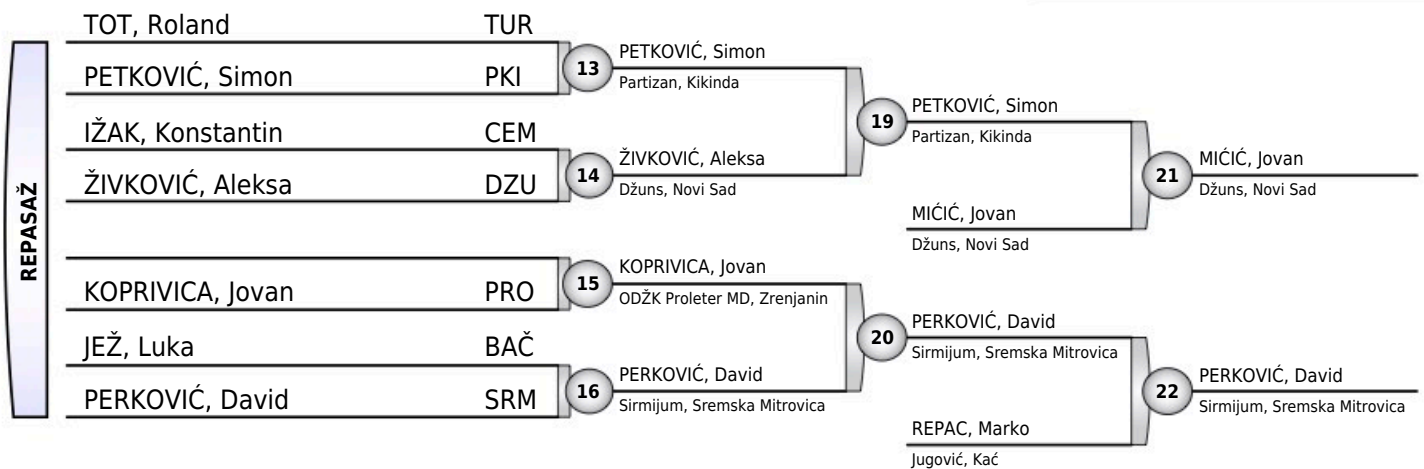 REPASAŽ
TOT, Roland TUR
PETKOVIĆ, Simon PKI
IŽAK, Konstantin CEM
ŽIVKOVIĆ, Aleksa DZU
KOPRIVICA, Jovan PRO
JEŽ, Luka BAČ
PERKOVIĆ, David SRM
13
PETKOVIĆ, Simon
Partizan, Kikinda
14
ŽIVKOVIĆ, Aleksa
Džuns, Novi Sad
15
KOPRIVICA, Jovan
ODŽK Proleter MD, Zrenjanin
16
PERKOVIĆ, David
Sirmijum, Sremska Mitrovica
19
PETKOVIĆ, Simon
Partizan, Kikinda
MIĆIĆ, Jovan
Džuns, Novi Sad
20
PERKOVIĆ, David
Sirmijum, Sremska Mitrovica
REPAC, Marko
Jugović, Kać
21
MIĆIĆ, Jovan
Džuns, Novi Sad
22
PERKOVIĆ, David
Sirmijum, Sremska Mitrovica